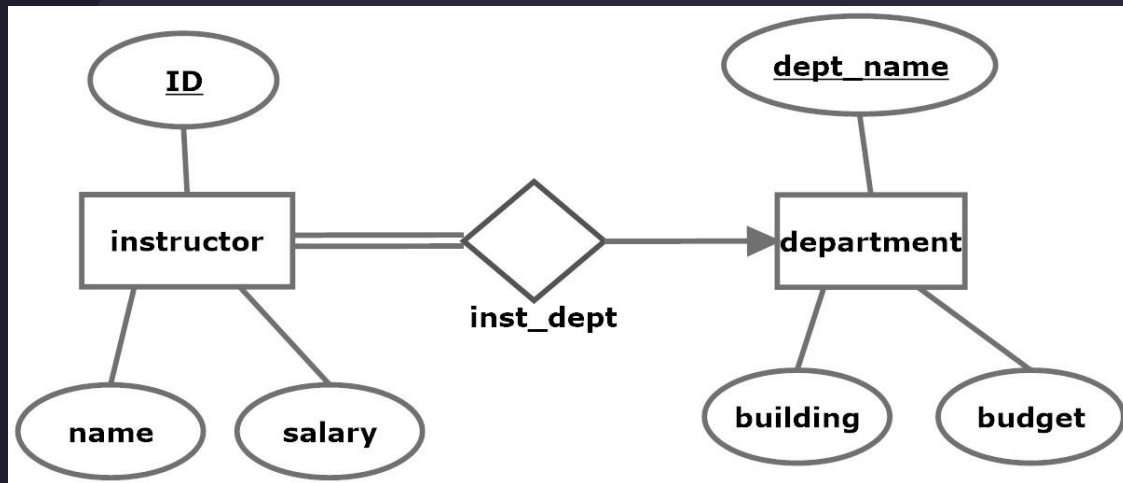 ID
dept_name
instructor
department
inst_dept
name
salary
building
budget